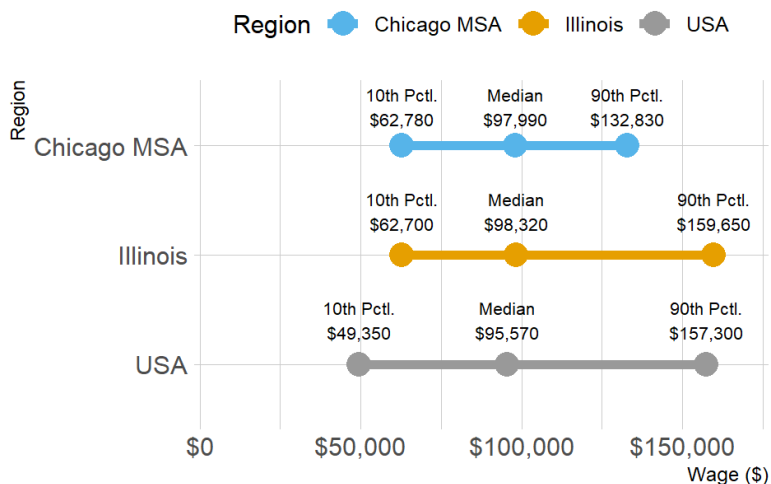 Region Chicago MSA Illinois USA
Region
10th Pctl. Median 90th Pctl.
$62,780 $97,990 $132,830
Chicago MSA
10th Pctl. Median 90th Pctl.
$62,700 $98,320 $159,650
Illinois
10th Pctl. Median 90th Pctl.
$49,350 $95,570 $157,300
USA
$0 $50,000 $100,000 $150,000
Wage ($)